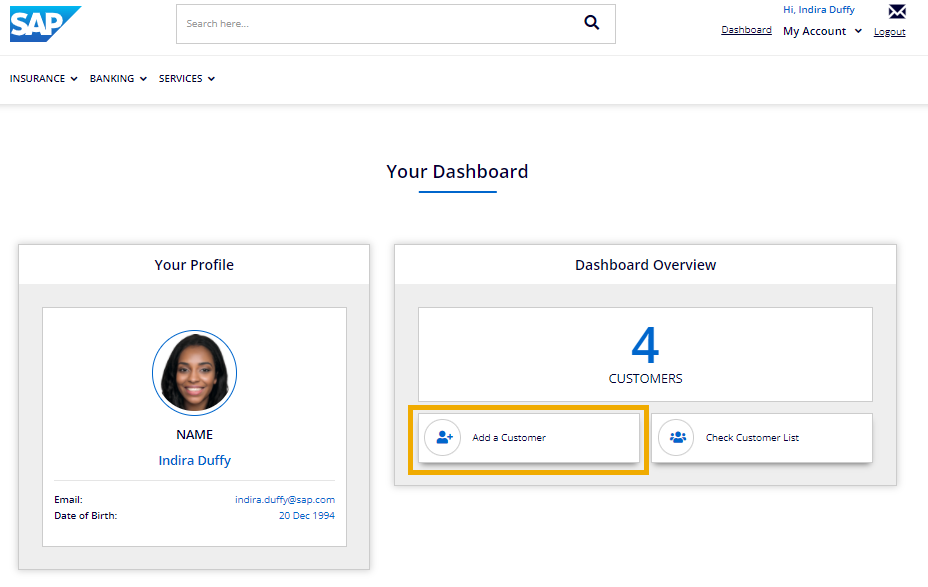 SAP
Search here...
Hi, Indira Duffy
Dashboard My Account Logout
INSURANCE BANKING SERVICES
Your Dashboard
Your Profile
NAME
Indira Duffy
Email: indira.duffy@sap.com
Date of Birth: 20 Dec 1994
Dashboard Overview
4
CUSTOMERS
Add a Customer
Check Customer List